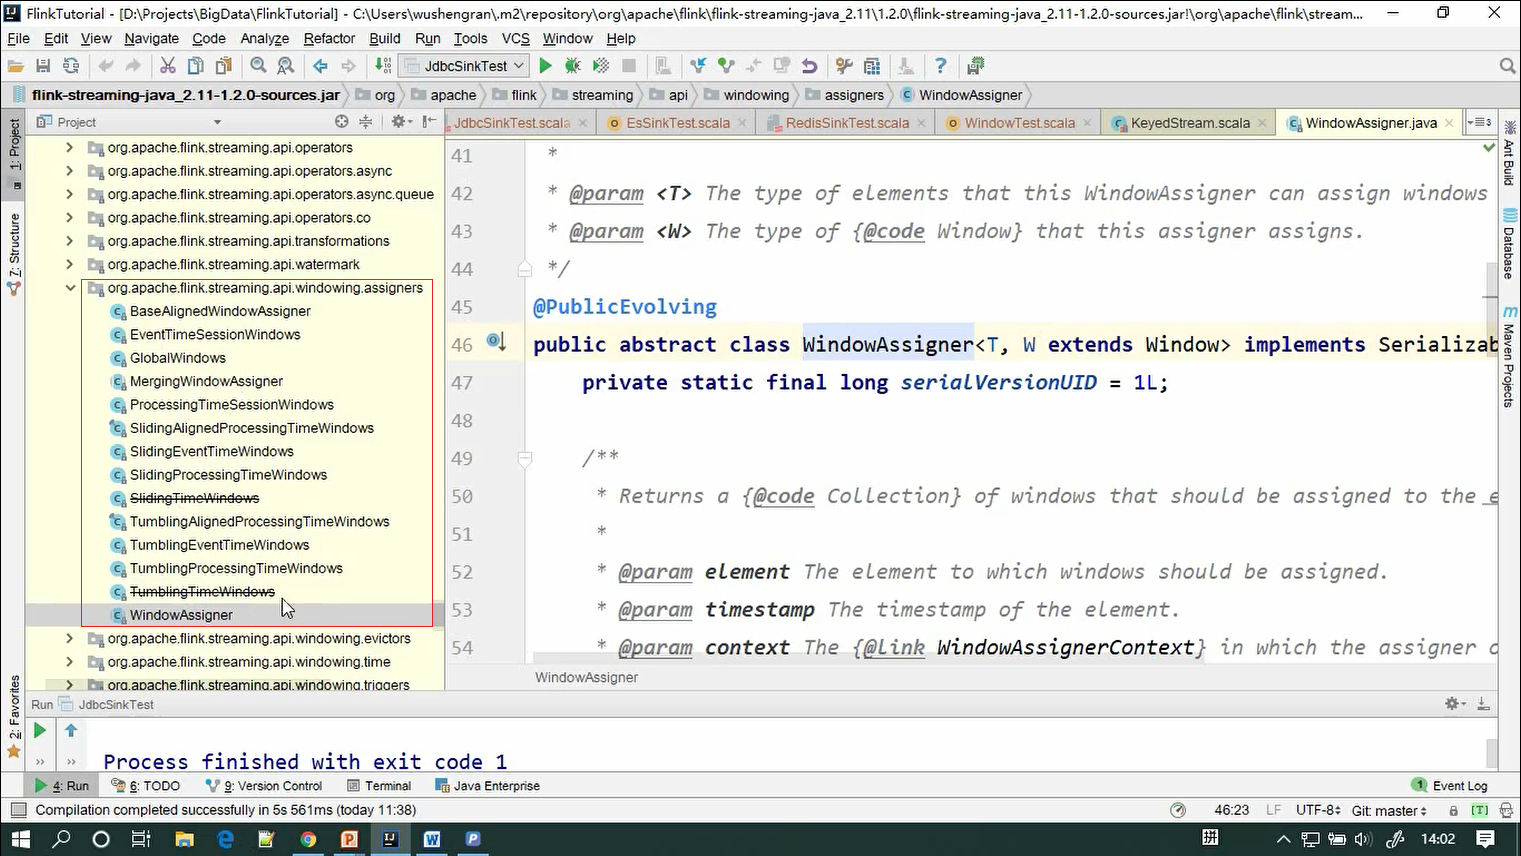 FlinkTutorial - [D:\Projects\BigData\FlinkTutorial] - C:\Users\wushengran\.m2\repository\org\apache\flink\flink-streaming-java_2.11\1.2.0\flink-streaming-java_2.11-1.2.0-sources.jar!\org\apache\flink\stream...
File Edit View Navigate Code Analyze Refactor Build Run Tools VCS Window Help
JdbcSinkTest
flink-streaming-java_2.11-1.2.0-sources.jar org apache flink streaming api windowing assigners WindowAssigner
Project
JdbcSinkTest.scala EsSinkTest.scala RedisSinkTest.scala WindowTest.scala KeyedStream.scala WindowAssigner.java
1: Project
7: Structure
2: Favorites
org.apache.flink.streaming.api.operators
org.apache.flink.streaming.api.operators.async
org.apache.flink.streaming.api.operators.async.queue
org.apache.flink.streaming.api.operators.co
org.apache.flink.streaming.api.transformations
org.apache.flink.streaming.api.watermark
org.apache.flink.streaming.api.windowing.assigners
BaseAlignedWindowAssigner
EventTimeSessionWindows
GlobalWindows
MergingWindowAssigner
ProcessingTimeSessionWindows
SlidingAlignedProcessingTimeWindows
SlidingEventTimeWindows
SlidingProcessingTimeWindows
SlidingTimeWindows
TumblingAlignedProcessingTimeWindows
TumblingEventTimeWindows
TumblingProcessingTimeWindows
TumblingTimeWindows
WindowAssigner
org.apache.flink.streaming.api.windowing.evictors
org.apache.flink.streaming.api.windowing.time
org.apache.flink.streaming.api.windowing.triggers
41 *
42 * @param <T> The type of elements that this WindowAssigner can assign windows
43 * @param <W> The type of {@code Window} that this assigner assigns.
44 */
45 @PublicEvolving
46 public abstract class WindowAssigner<T, W extends Window> implements Serializab
47 private static final long serialVersionUID = 1L;
48
49 /**
50 * Returns a {@code Collection} of windows that should be assigned to the e
51 *
52 * @param element The element to which windows should be assigned.
53 * @param timestamp The timestamp of the element.
54 * @param context The {@link WindowAssignerContext} in which the assigner o
WindowAssigner
Ant Build
Database
Maven Projects
Run JdbcSinkTest
Process finished with exit code 1
4: Run 6: TODO 9: Version Control Terminal Java Enterprise 1 Event Log
Compilation completed successfully in 5s 561ms (today 11:38) 46:23 LF UTF-8 Git: master [T]
拼 14:02